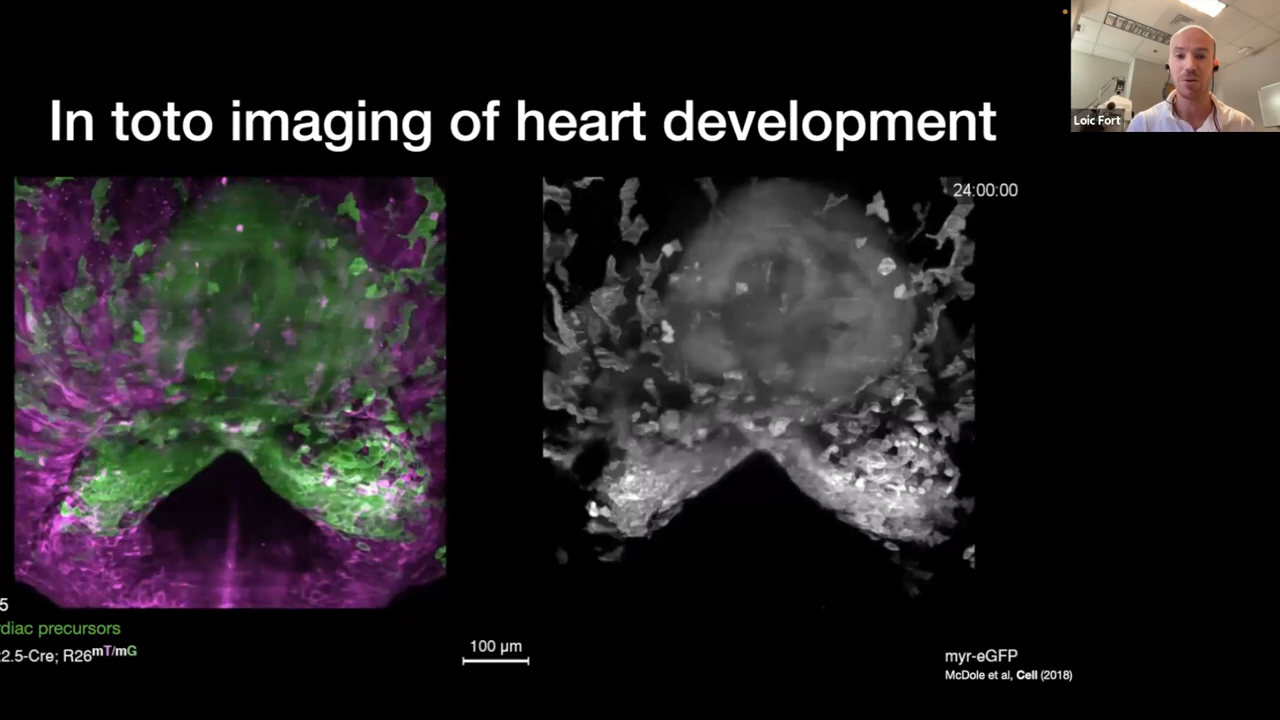 Loic Fort
In toto imaging of heart development
24:00:00
5
rdiac precursors
2.5-Cre; R26mT/mG
100 µm
myr-eGFP
McDole et al, Cell (2018)